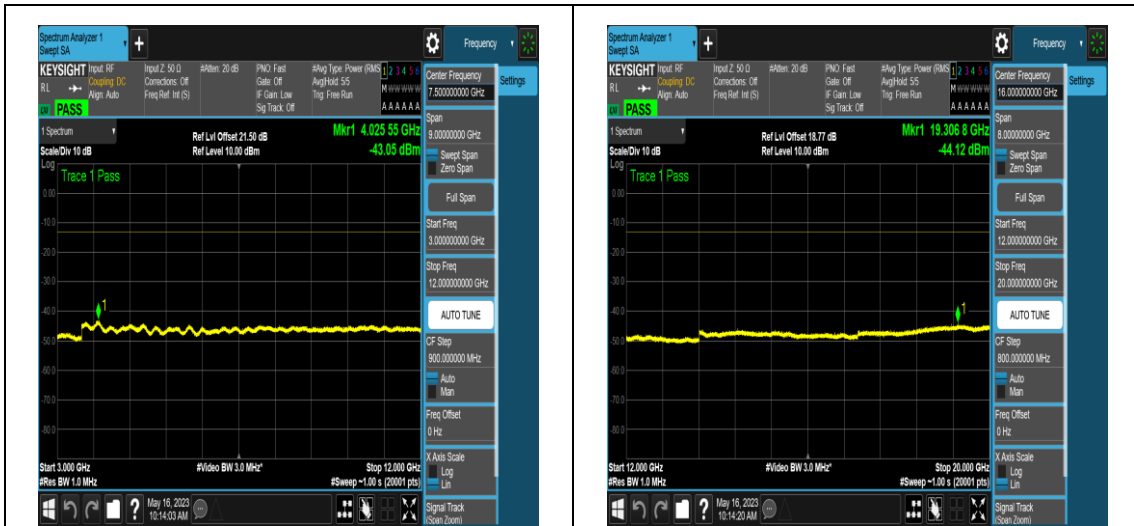 Spectrum Analyzer 1
Swept SA
+
Frequency
KEYSIGHT
RL
PASS
Input: RF
Coupling: DC
Align: Auto
Input Z: 50 Ω
Corrections: Off
Freq Ref: Int (S)
#Atten: 20 dB
PNO: Fast
Gate: Off
IF Gain: Low
Sig Track: Off
#Avg Type: Power (RMS
Avg|Hold: 5/5
Trig: Free Run
1 2 3 4 5 6
M W W W W W
A A A A A A
1 Spectrum
Scale/Div 10 dB
Log
Ref Lvl Offset 21.50 dB
Ref Level 10.00 dBm
Mkr1 4.025 55 GHz
-43.05 dBm
Trace 1 Pass
0.00
-10.0
-20.0
-30.0
-40.0
-50.0
-60.0
-70.0
-80.0
1
Start 3.000 GHz
#Res BW 1.0 MHz
#Video BW 3.0 MHz*
Stop 12.000 GHz
#Sweep ~1.00 s (20001 pts)
Center Frequency
7.500000000 GHz
Settings
Span
9.00000000 GHz
Swept Span
Zero Span
Full Span
Start Freq
3.000000000 GHz
Stop Freq
12.000000000 GHz
AUTO TUNE
CF Step
900.000000 MHz
Auto
Man
Freq Offset
0 Hz
X Axis Scale
Log
Lin
Signal Track
(Span Zoom)
?
May 16, 2023
10:14:03 AM
Spectrum Analyzer 1
Swept SA
+
Frequency
KEYSIGHT
RL
PASS
Input: RF
Coupling: DC
Align: Auto
Input Z: 50 Ω
Corrections: Off
Freq Ref: Int (S)
#Atten: 20 dB
PNO: Fast
Gate: Off
IF Gain: Low
Sig Track: Off
#Avg Type: Power (RMS
Avg|Hold: 5/5
Trig: Free Run
1 2 3 4 5 6
M W W W W W
A A A A A A
1 Spectrum
Scale/Div 10 dB
Log
Ref Lvl Offset 18.77 dB
Ref Level 10.00 dBm
Mkr1 19.306 8 GHz
-44.12 dBm
Trace 1 Pass
0.00
-10.0
-20.0
-30.0
-40.0
-50.0
-60.0
-70.0
-80.0
1
Start 12.000 GHz
#Res BW 1.0 MHz
#Video BW 3.0 MHz*
Stop 20.000 GHz
#Sweep ~1.00 s (20001 pts)
Center Frequency
16.000000000 GHz
Settings
Span
8.00000000 GHz
Swept Span
Zero Span
Full Span
Start Freq
12.000000000 GHz
Stop Freq
20.000000000 GHz
AUTO TUNE
CF Step
800.000000 MHz
Auto
Man
Freq Offset
0 Hz
X Axis Scale
Log
Lin
Signal Track
(Span Zoom)
?
May 16, 2023
10:14:20 AM